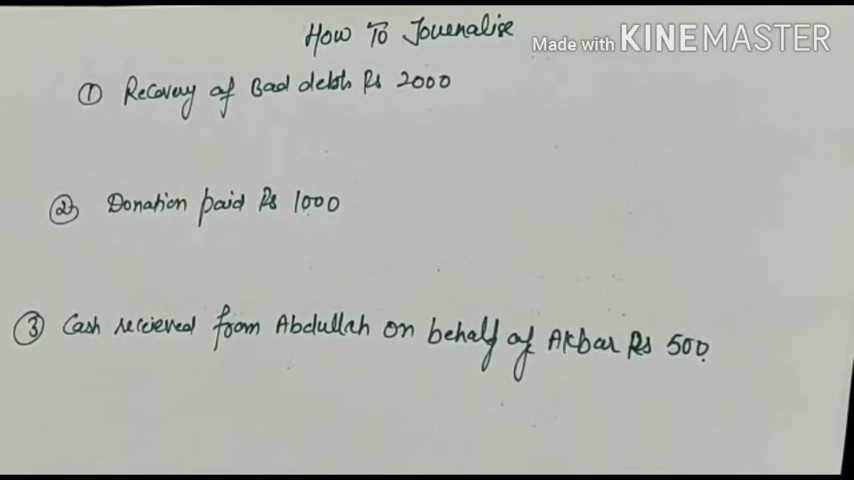 How To Jouenalise
Made with KINEMASTER
① Recovery of Bad debts Rs 2000
② Donation paid Rs 1000
③ Cash recieved from Abdullah on behalf of Akbar Rs 500.